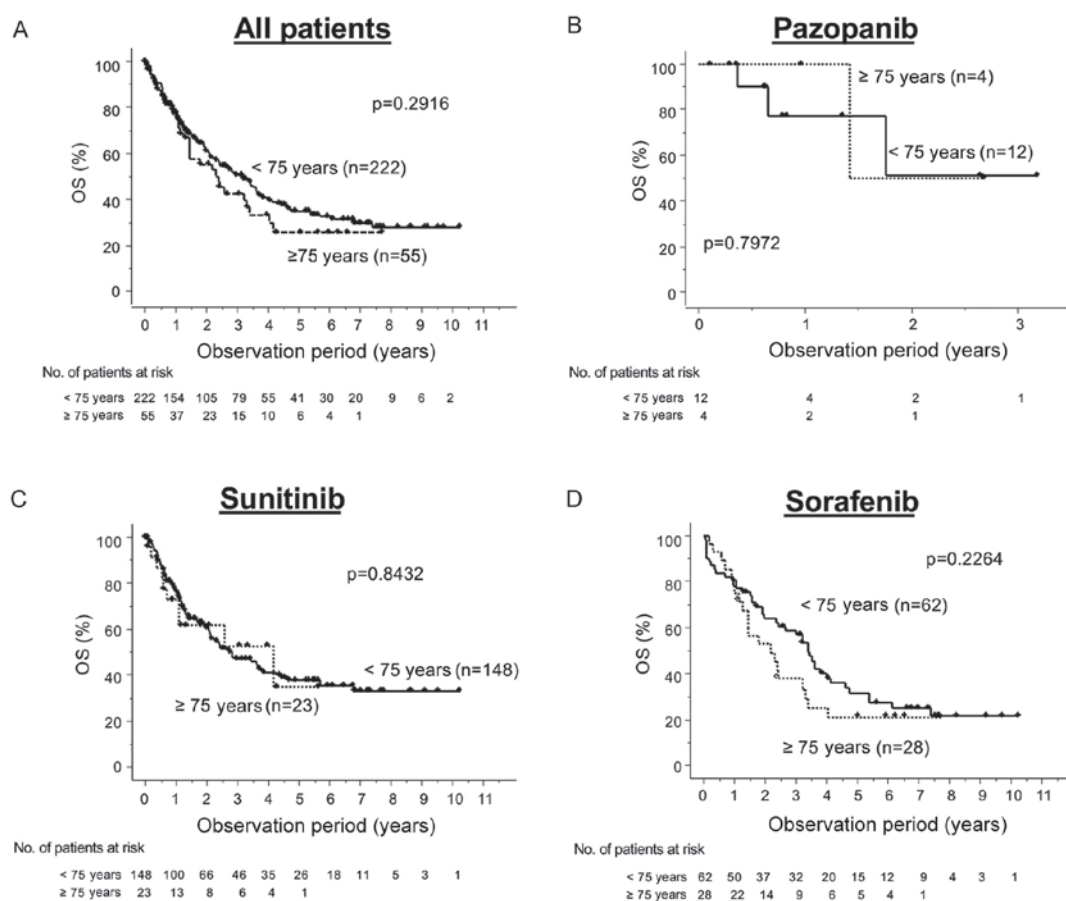 A
All patients
OS (%)
100
80
60
40
20
0
p=0.2916
< 75 years (n=222)
≥75 years (n=55)
0 1 2 3 4 5 6 7 8 9 10 11
Observation period (years)
No. of patients at risk
< 75 years 222 154 105 79 55 41 30 20 9 6 2
≥ 75 years 55 37 23 15 10 6 4 1
B
Pazopanib
OS (%)
100
80
60
40
20
0
≥ 75 years (n=4)
< 75 years (n=12)
p=0.7972
0 1 2 3
Observation period (years)
No. of patients at risk
< 75 years 12 4 2 1
≥ 75 years 4 2 1
C
Sunitinib
OS (%)
100
80
60
40
20
0
p=0.8432
< 75 years (n=148)
≥ 75 years (n=23)
0 1 2 3 4 5 6 7 8 9 10 11
Observation period (years)
No. of patients at risk
< 75 years 148 100 66 46 35 26 18 11 5 3 1
≥ 75 years 23 13 8 6 4 1
D
Sorafenib
OS (%)
100
80
60
40
20
0
p=0.2264
< 75 years (n=62)
≥ 75 years (n=28)
0 1 2 3 4 5 6 7 8 9 10 11
Observation period (years)
No. of patients at risk
< 75 years 62 50 37 32 20 15 12 9 4 3 1
≥ 75 years 28 22 14 9 6 5 4 1